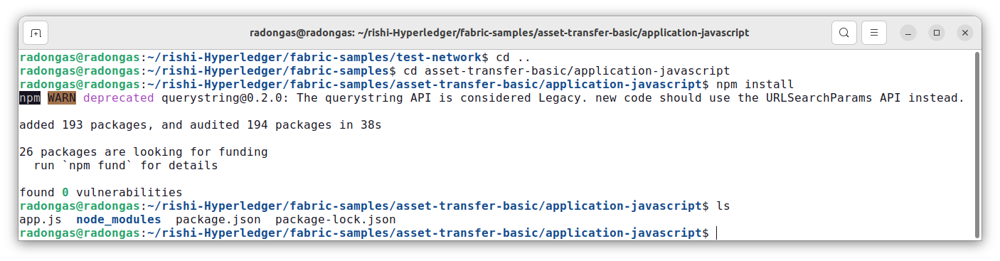 radongas@radongas: ~/rishi-Hyperledger/fabric-samples/asset-transfer-basic/application-javascript
radongas@radongas:~/rishi-Hyperledger/fabric-samples/test-network$ cd ..
radongas@radongas:~/rishi-Hyperledger/fabric-samples$ cd asset-transfer-basic/application-javascript
radongas@radongas:~/rishi-Hyperledger/fabric-samples/asset-transfer-basic/application-javascript$ npm install
npm WARN deprecated querystring@0.2.0: The querystring API is considered Legacy. new code should use the URLSearchParams API instead.
added 193 packages, and audited 194 packages in 38s
26 packages are looking for funding
  run `npm fund` for details
found 0 vulnerabilities
radongas@radongas:~/rishi-Hyperledger/fabric-samples/asset-transfer-basic/application-javascript$ ls
app.js  node_modules  package.json  package-lock.json
radongas@radongas:~/rishi-Hyperledger/fabric-samples/asset-transfer-basic/application-javascript$